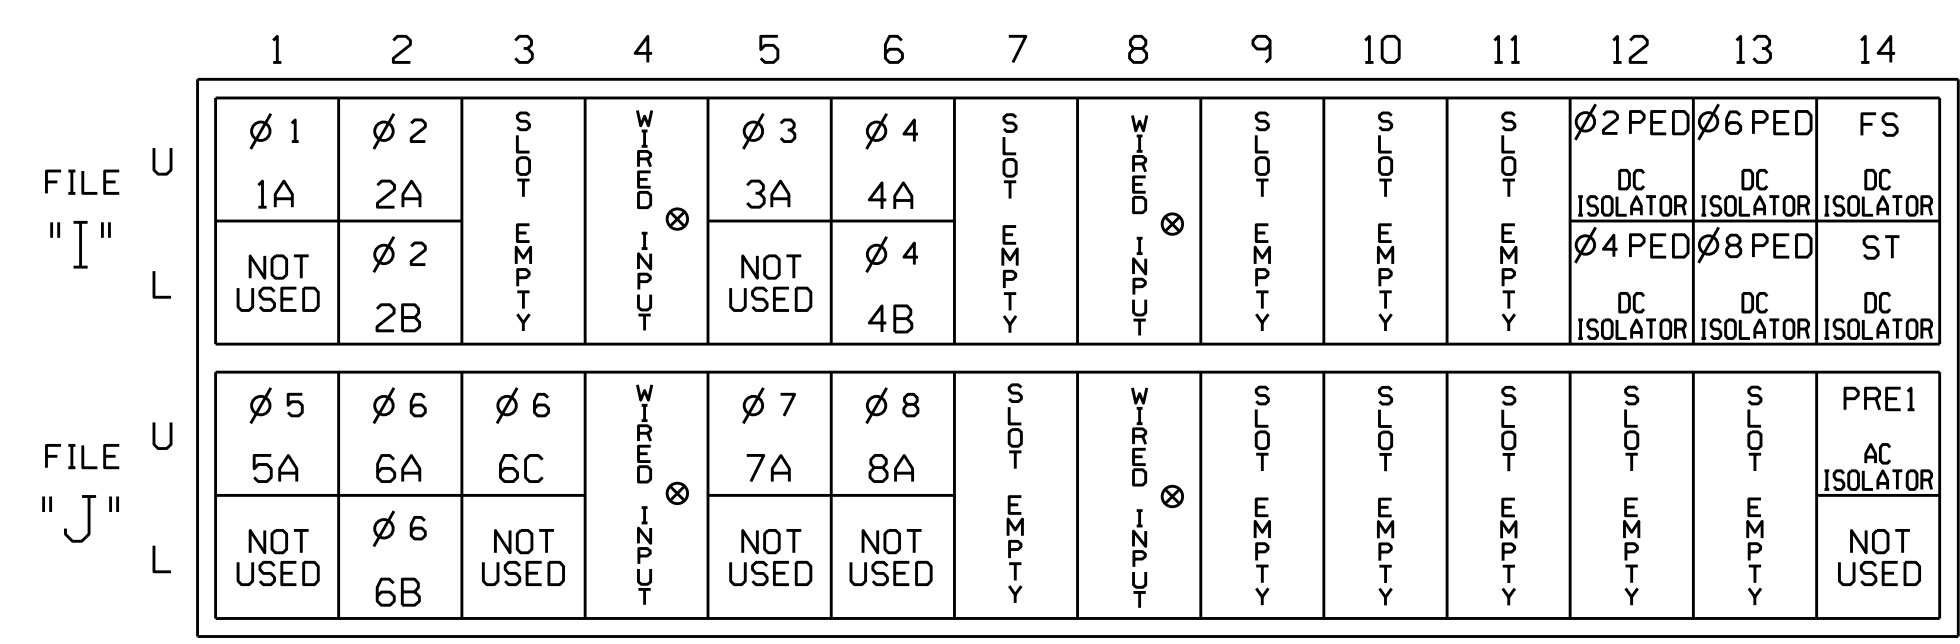 1 2 3 4 5 6 7 8 9 10 11 12 13 14
FILE "I"
U
L
Ø 1
1A
NOT USED
Ø 2
2A
Ø 2
2B
SLOT EMPTY
WIRED INPUT
Ø 3
3A
NOT USED
Ø 4
4A
Ø 4
4B
SLOT EMPTY
WIRED INPUT
SLOT EMPTY
SLOT EMPTY
SLOT EMPTY
Ø2 PED
DC
ISOLATOR
Ø4 PED
DC
ISOLATOR
Ø6 PED
DC
ISOLATOR
Ø8 PED
DC
ISOLATOR
FS
DC
ISOLATOR
ST
DC
ISOLATOR
FILE "J"
U
L
Ø 5
5A
NOT USED
Ø 6
6A
Ø 6
6B
Ø 6
6C
NOT USED
WIRED INPUT
Ø 7
7A
NOT USED
Ø 8
8A
NOT USED
SLOT EMPTY
WIRED INPUT
SLOT EMPTY
SLOT EMPTY
SLOT EMPTY
SLOT EMPTY
SLOT EMPTY
PRE1
AC
ISOLATOR
NOT USED